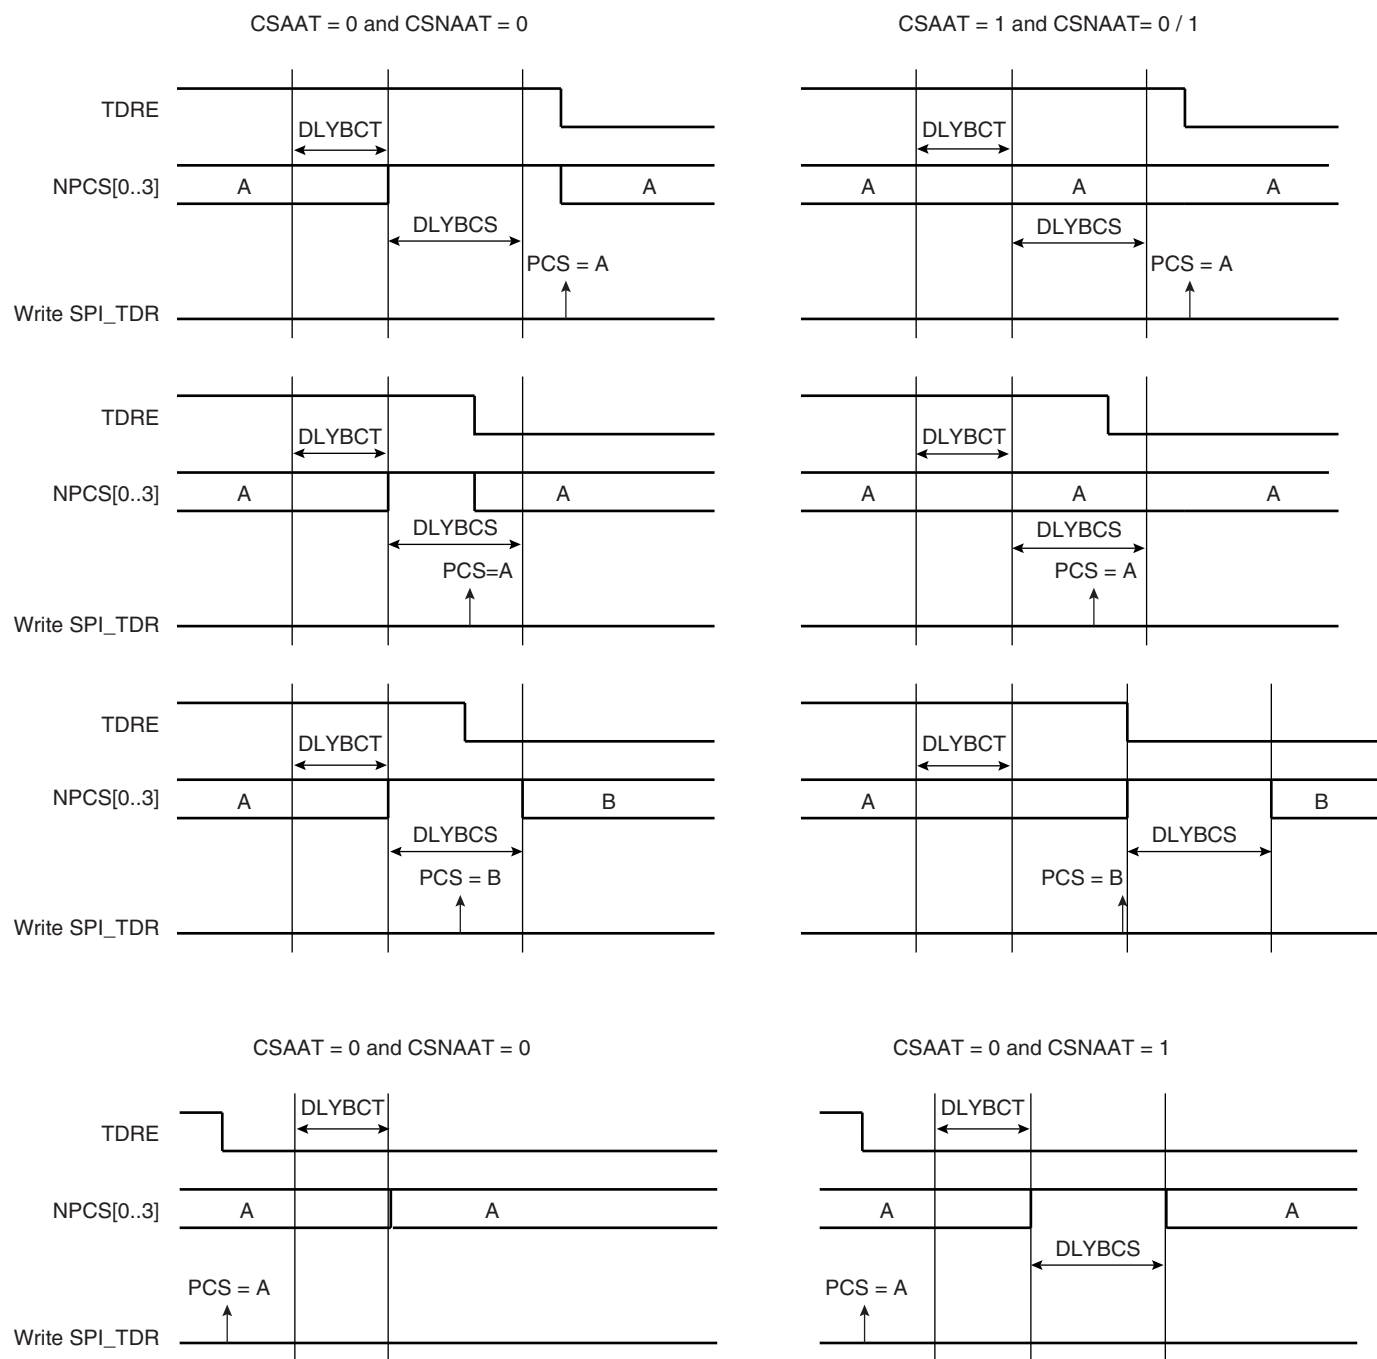 CSAAT = 0 and CSNAAT = 0
CSAAT = 1 and CSNAAT= 0 / 1
TDRE
DLYBCT
DLYBCT
NPCS[0..3]
A
A
A
A
A
DLYBCS
DLYBCS
PCS = A
PCS = A
Write SPI_TDR
TDRE
DLYBCT
DLYBCT
NPCS[0..3]
A
A
A
A
A
DLYBCS
DLYBCS
PCS=A
PCS = A
Write SPI_TDR
TDRE
DLYBCT
DLYBCT
NPCS[0..3]
A
B
A
B
DLYBCS
DLYBCS
PCS = B
PCS = B
Write SPI_TDR
CSAAT = 0 and CSNAAT = 0
CSAAT = 0 and CSNAAT = 1
TDRE
DLYBCT
DLYBCT
NPCS[0..3]
A
A
A
A
DLYBCS
PCS = A
PCS = A
Write SPI_TDR